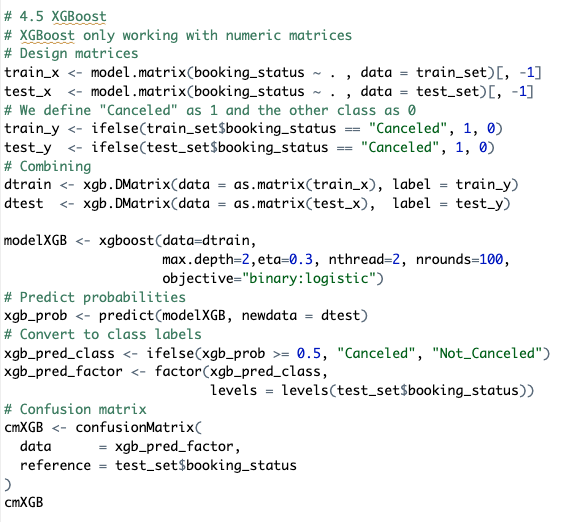 # 4.5 XGBoost
# XGBoost only working with numeric matrices
# Design matrices
train_x <- model.matrix(booking_status ~ . , data = train_set)[, -1]
test_x  <- model.matrix(booking_status ~ . , data = test_set)[, -1]
# We define "Canceled" as 1 and the other class as 0
train_y <- ifelse(train_set$booking_status == "Canceled", 1, 0)
test_y  <- ifelse(test_set$booking_status == "Canceled", 1, 0)
# Combining
dtrain <- xgb.DMatrix(data = as.matrix(train_x), label = train_y)
dtest  <- xgb.DMatrix(data = as.matrix(test_x),  label = test_y)

modelXGB <- xgboost(data=dtrain,
                    max.depth=2,eta=0.3, nthread=2, nrounds=100,
                    objective="binary:logistic")
# Predict probabilities
xgb_prob <- predict(modelXGB, newdata = dtest)
# Convert to class labels
xgb_pred_class <- ifelse(xgb_prob >= 0.5, "Canceled", "Not_Canceled")
xgb_pred_factor <- factor(xgb_pred_class,
                          levels = levels(test_set$booking_status))
# Confusion matrix
cmXGB <- confusionMatrix(
  data      = xgb_pred_factor,
  reference = test_set$booking_status
)
cmXGB